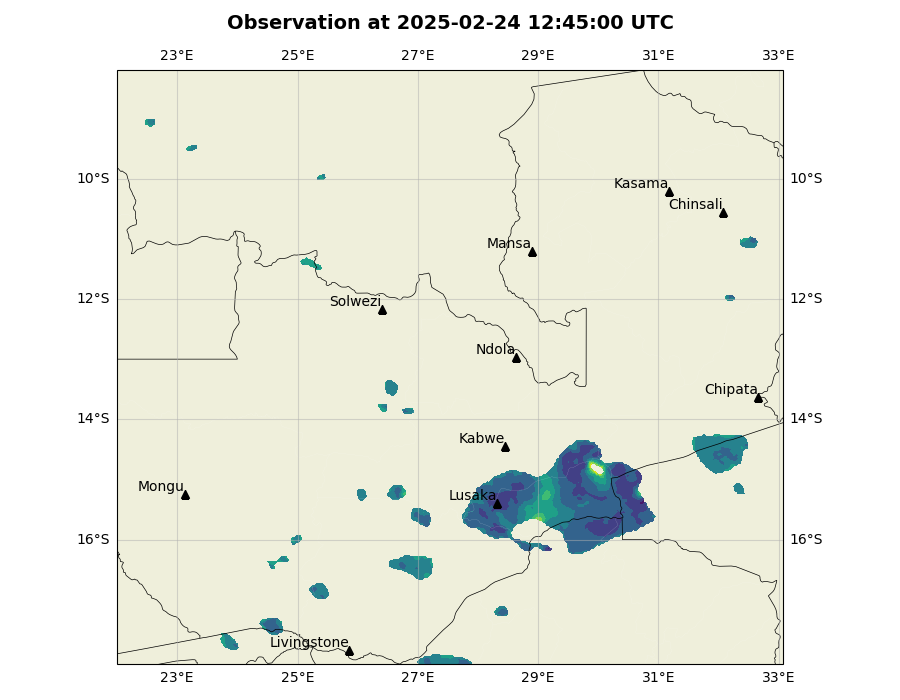 Observation at 2025-02-24 12:45:00 UTC
23°E 25°E 27°E 29°E 31°E 33°E
Kasama
10°S 10°S
Chinsali
Mansa
12°S Solwezi 12°S
Ndola
Chipata
14°S 14°S
Kabwe
Mongu
Lusaka
16°S 16°S
Livingstone
23°E 25°E 27°E 29°E 31°E 33°E